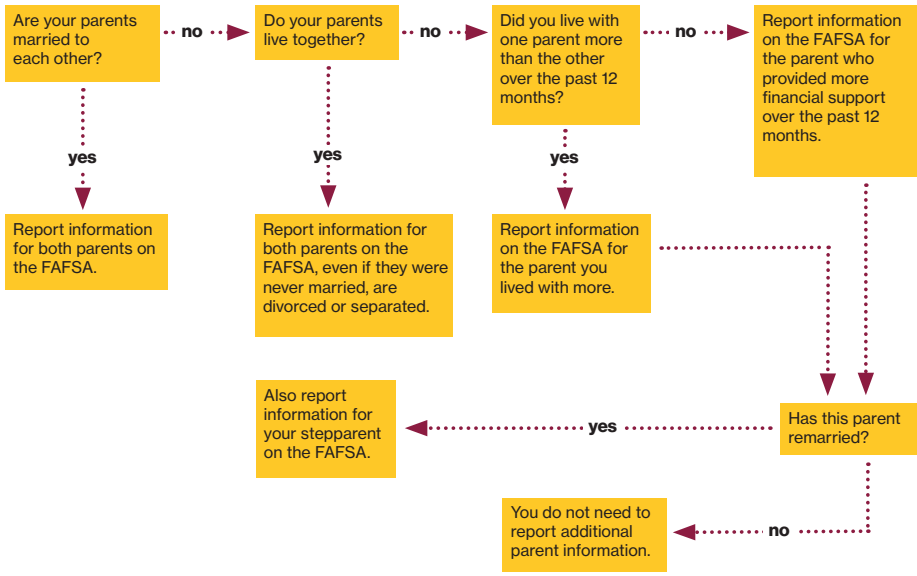 Are your parents
married to
each other?
no
Do your parents
live together?
no
Did you live with
one parent more
than the other
over the past 12
months?
no
Report information
on the FAFSA for
the parent who
provided more
financial support
over the past 12
months.
yes
yes
yes
Report information
for both parents on
the FAFSA.
Report information for
both parents on the
FAFSA, even if they were
never married, are
divorced or separated.
Report information
on the FAFSA for
the parent you
lived with more.
Also report
information for
your stepparent
on the FAFSA.
yes
Has this parent
remarried?
You do not need to
report additional
parent information.
no